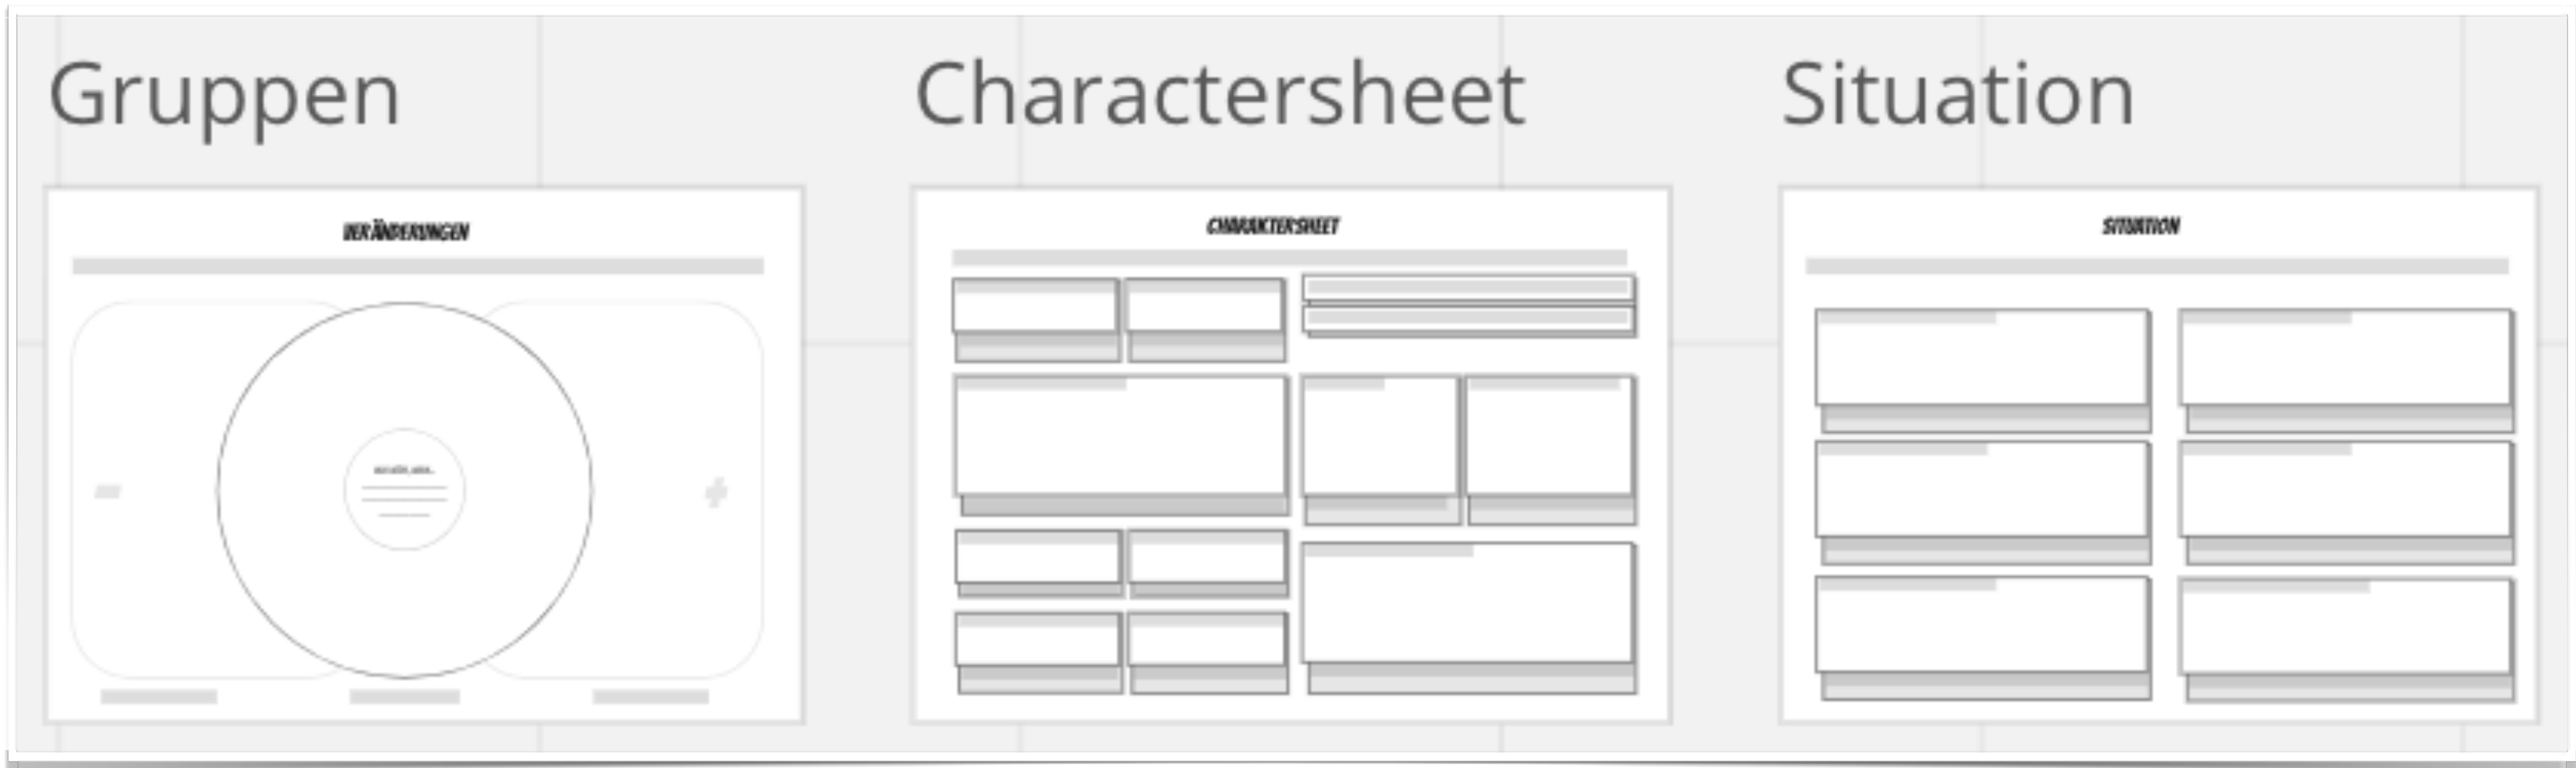 Gruppen
Charactersheet
Situation
VERÄNDERUNGEN
CHARAKTERSHEET
SITUATION
-
+